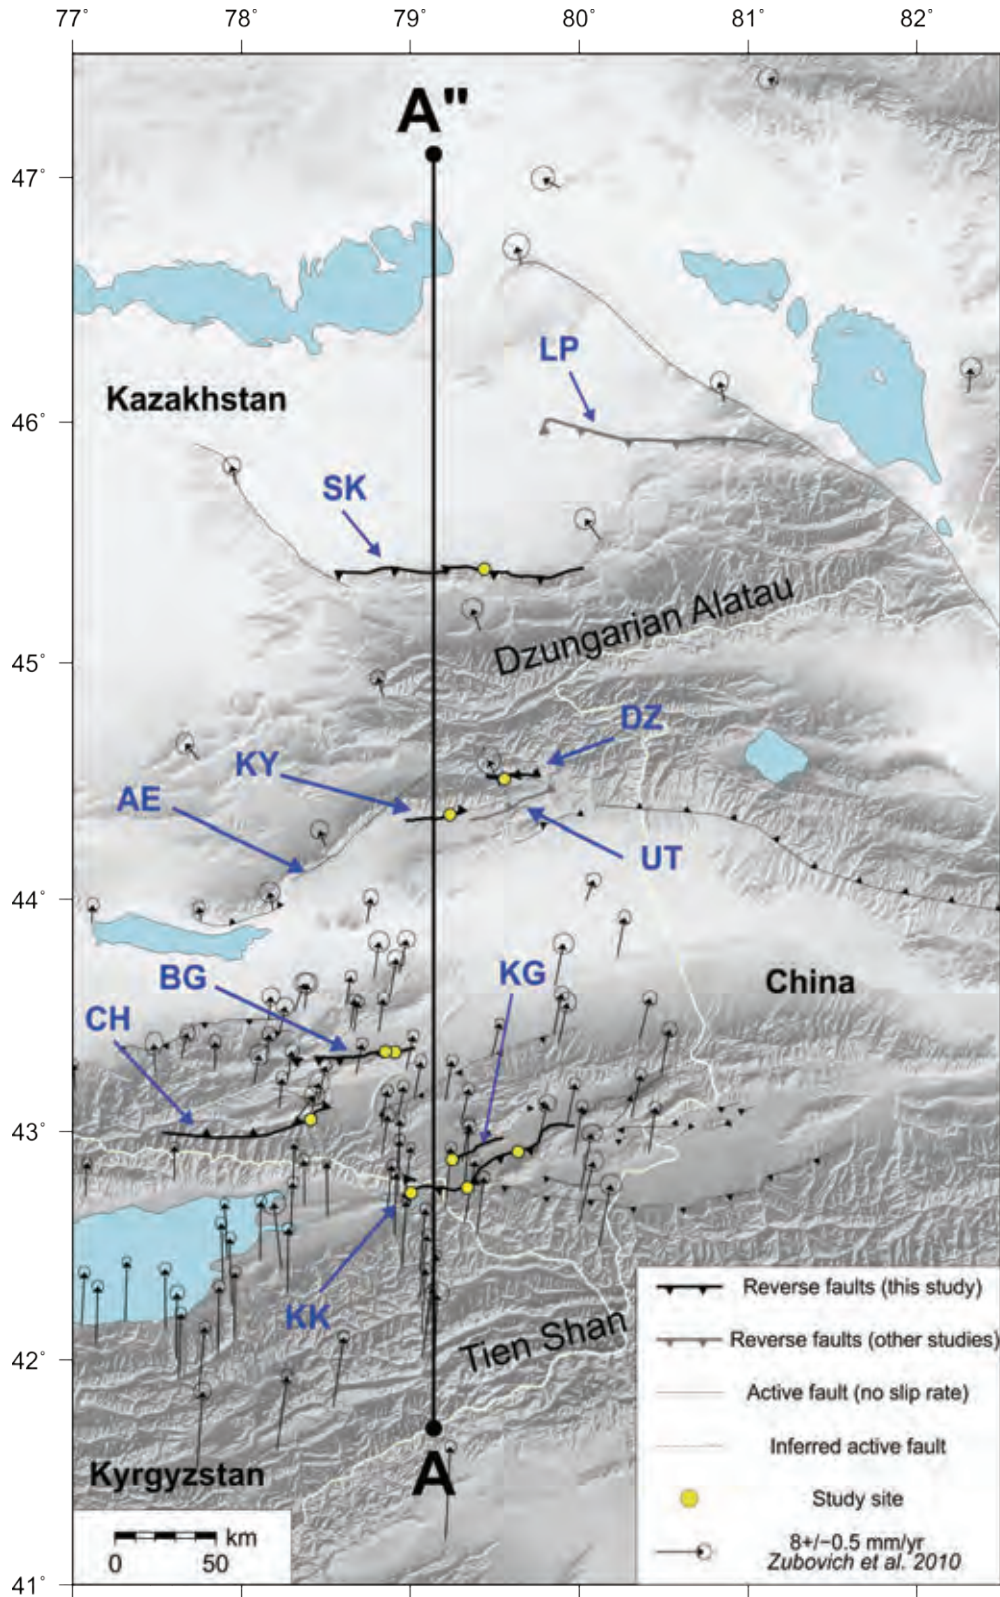 77° 78° 79° 80° 81° 82°
A"
47°
LP
Kazakhstan
46°
SK
Dzungarian Alatau
45°
DZ
KY
AE
UT
44°
BG
KG
China
CH
43°
KK
Tien Shan
42°
Kyrgyzstan
A
41°
0 50 km
Reverse faults (this study)
Reverse faults (other studies)
Active fault (no slip rate)
Inferred active fault
Study site
8+/−0.5 mm/yr
Zubovich et al. 2010